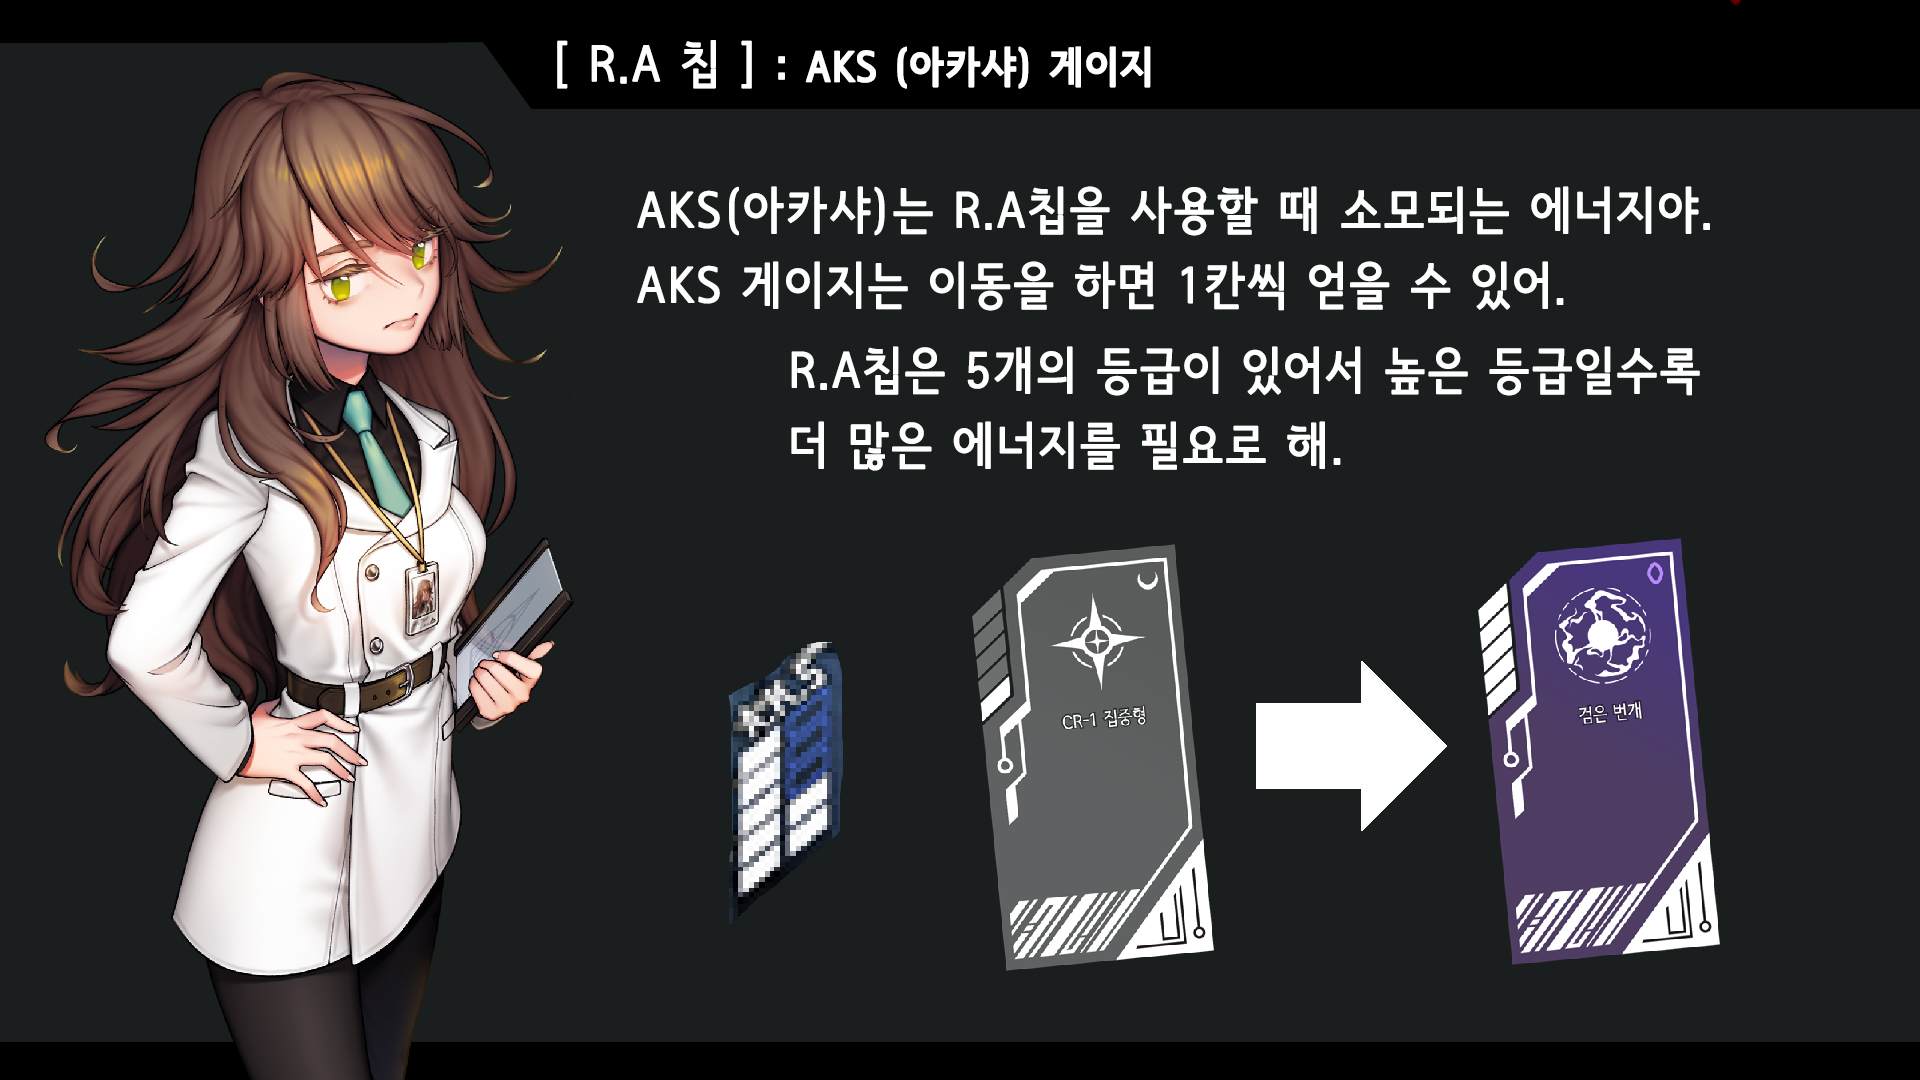 [ R.A 칩 ] : AKS (아카샤) 게이지
AKS(아카샤)는 R.A칩을 사용할 때 소모되는 에너지야.
AKS 게이지는 이동을 하면 1칸씩 얻을 수 있어.
R.A칩은 5개의 등급이 있어서 높은 등급일수록
더 많은 에너지를 필요로 해.
AKS
CR-1 집중형
검은 번개